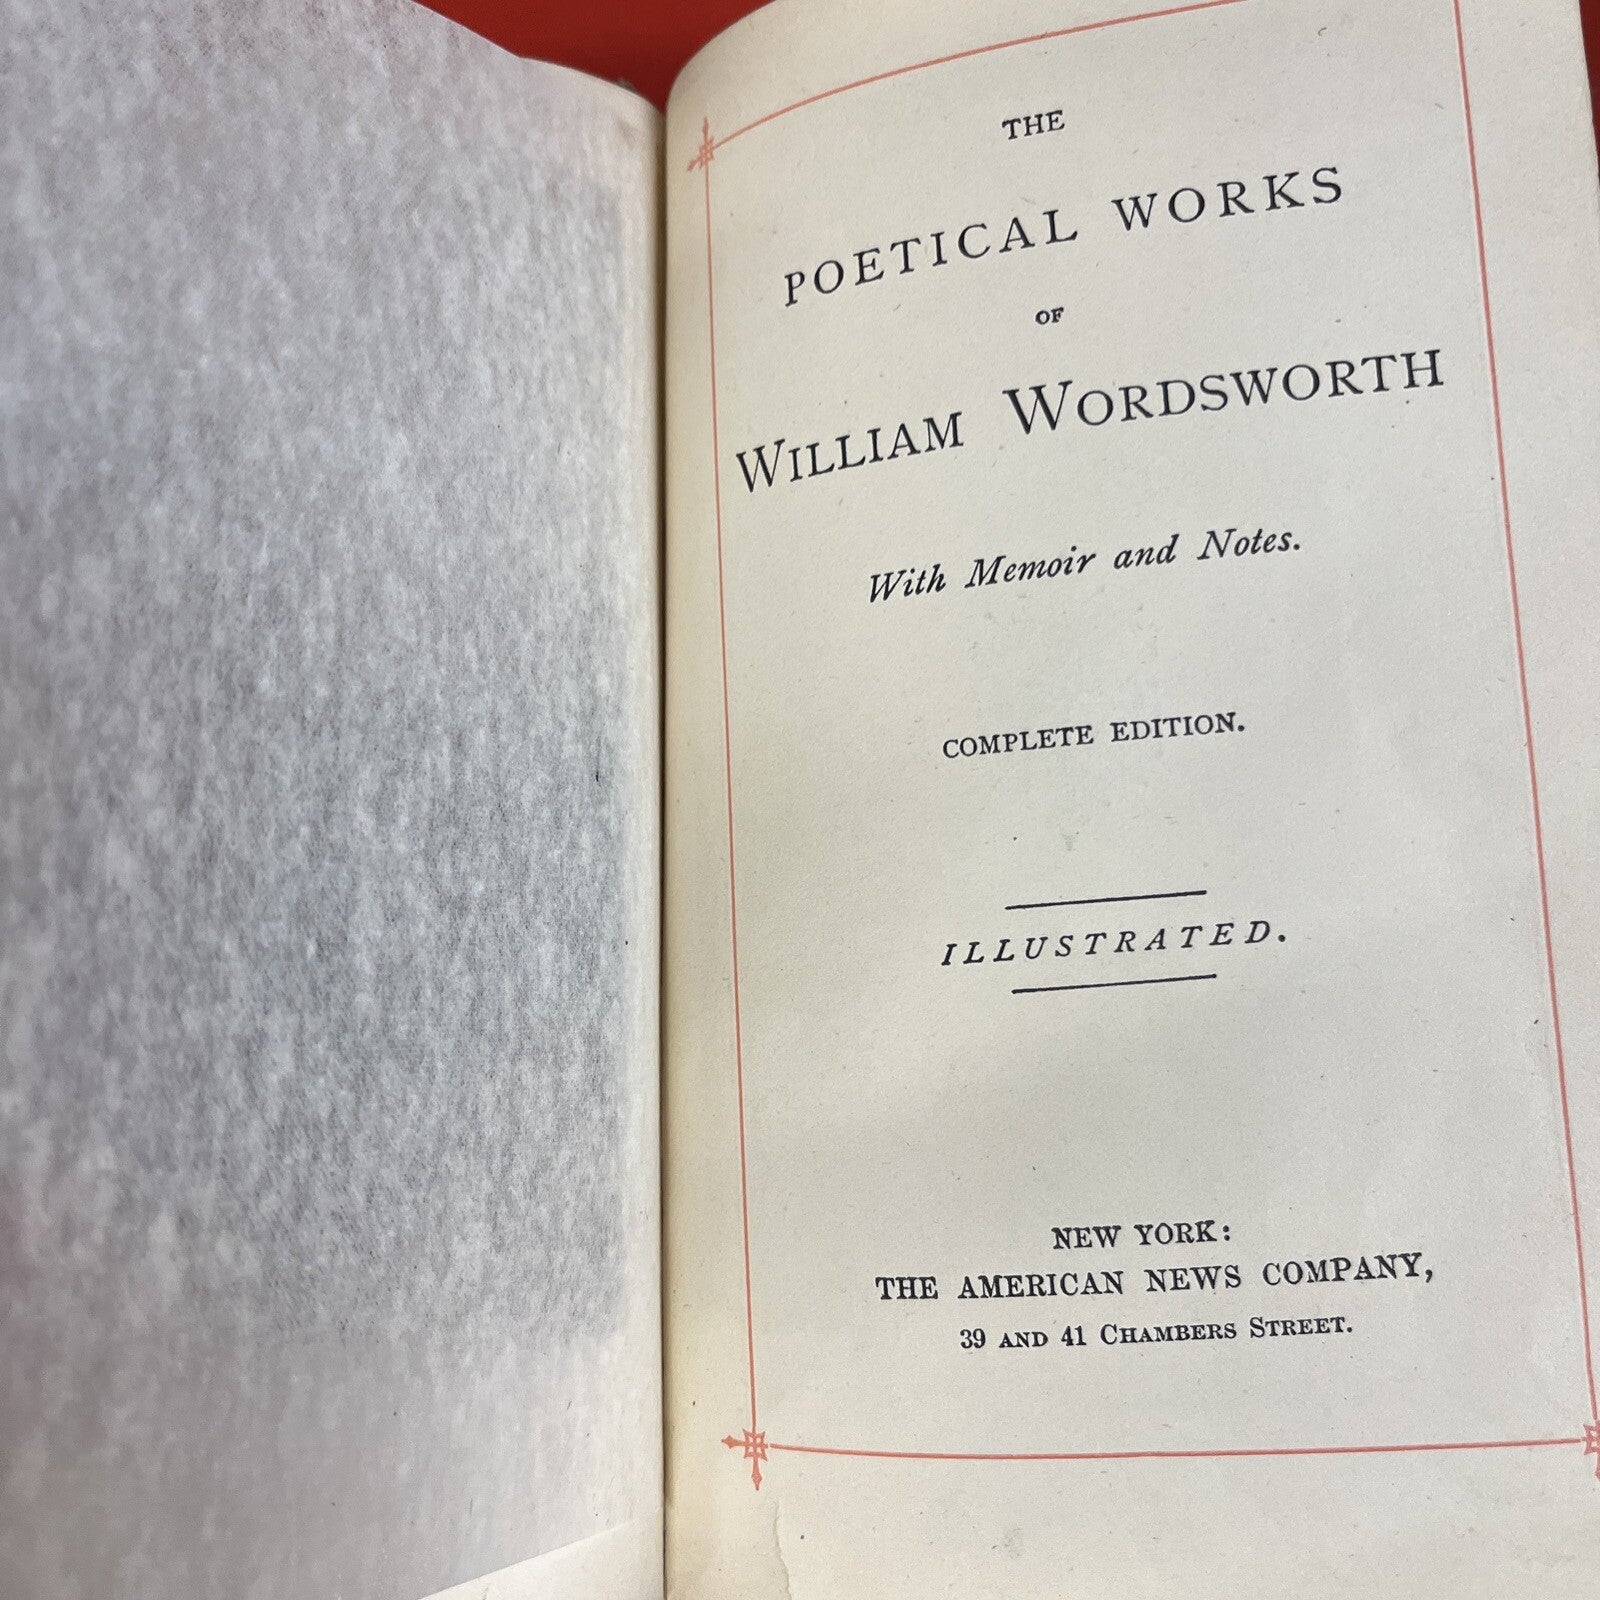 THE
POETICAL WORKS
OF
WILLIAM WORDSWORTH
With Memoir and Notes.
COMPLETE EDITION.
ILLUSTRATED.
NEW YORK:
THE AMERICAN NEWS COMPANY,
39 AND 41 CHAMBERS STREET.